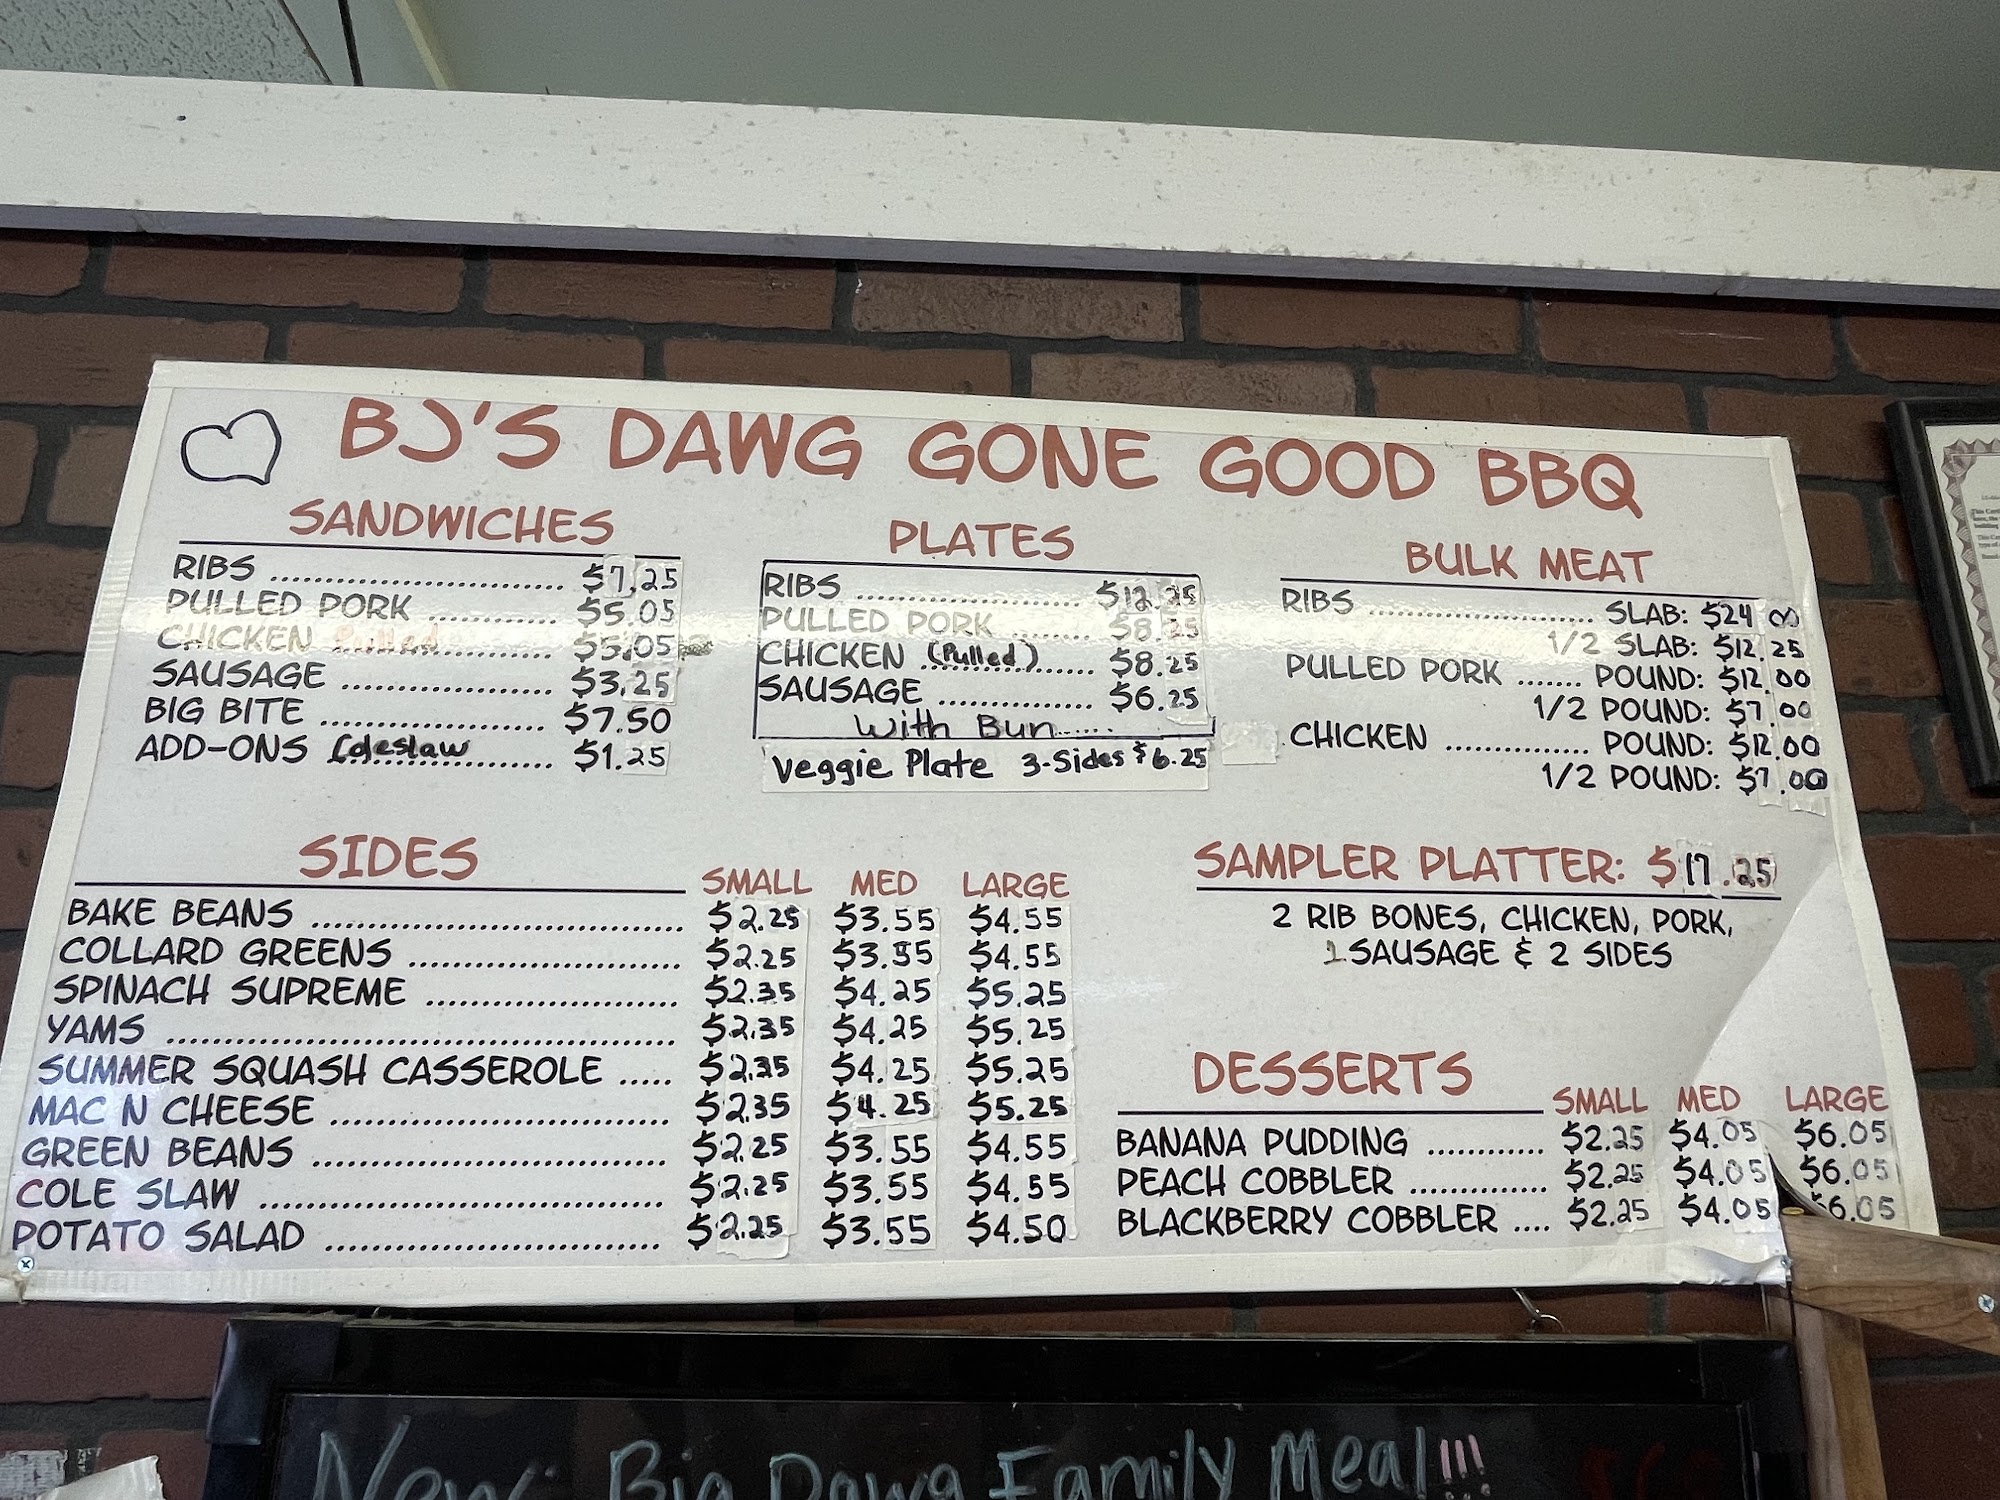 BJ'S DAWG GONE GOOD BBQ
SANDWICHES
RIBS ................................ $7.25
PULLED PORK .............. $5.05
CHICKEN Pulled .............. $5.05
SAUSAGE ....................... $3.25
BIG BITE ........................ $7.50
ADD-ONS Coleslaw ........... $1.25
PLATES
RIBS ......................... $12.25
PULLED PORK ......... $8.25
CHICKEN (Pulled) ....... $8.25
SAUSAGE ................. $6.25
With Bun......
Veggie Plate 3-Sides $6.25
BULK MEAT
RIBS ......................... SLAB: $24.00
1/2 SLAB: $12.25
PULLED PORK ....... POUND: $12.00
1/2 POUND: $7.00
CHICKEN ................ POUND: $12.00
1/2 POUND: $7.00
SIDES
SMALL MED LARGE
BAKE BEANS ......................................... $2.25 $3.55 $4.55
COLLARD GREENS .............................. $2.25 $3.55 $4.55
SPINACH SUPREME ............................ $2.35 $4.25 $5.25
YAMS ....................................................... $2.35 $4.25 $5.25
SUMMER SQUASH CASSEROLE ...... $2.35 $4.25 $5.25
MAC N CHEESE ..................................... $2.35 $4.25 $5.25
GREEN BEANS ....................................... $2.25 $3.55 $4.55
COLE SLAW ............................................ $2.25 $3.55 $4.55
POTATO SALAD ..................................... $2.25 $3.55 $4.50
SAMPLER PLATTER: $17.25
2 RIB BONES, CHICKEN, PORK,
1 SAUSAGE & 2 SIDES
DESSERTS
SMALL MED LARGE
BANANA PUDDING ............. $2.25 $4.05 $6.05
PEACH COBBLER ............... $2.25 $4.05 $6.05
BLACKBERRY COBBLER .... $2.25 $4.05 $6.05
New Big Dawg Family Meal!!!